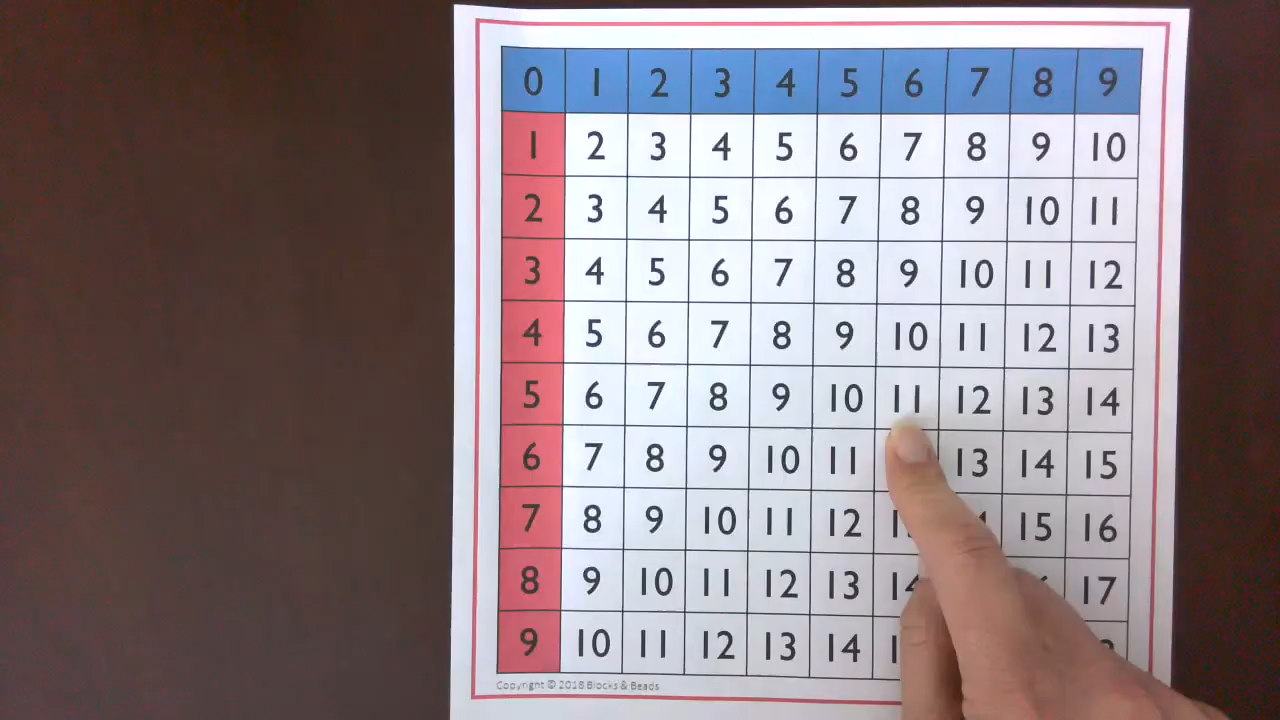 0 1 2 3 4 5 6 7 8 9
1 2 3 4 5 6 7 8 9 10
2 3 4 5 6 7 8 9 10 11
3 4 5 6 7 8 9 10 11 12
4 5 6 7 8 9 10 11 12 13
5 6 7 8 9 10 11 12 13 14
6 7 8 9 10 11 13 14 15
7 8 9 10 11 12 15 16
8 9 10 11 12 13 14 17
9 10 11 12 13 14
Copyright © 2018 Blocks & Beads